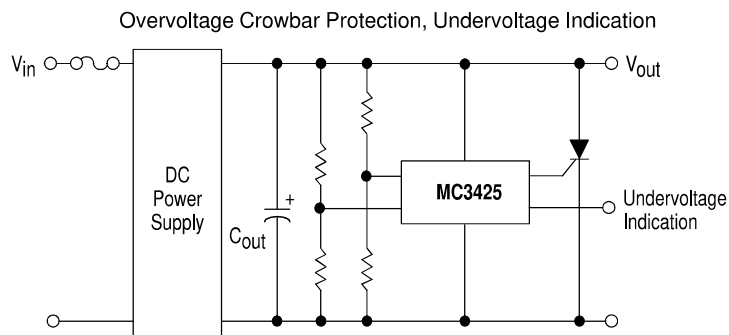 Overvoltage Crowbar Protection, Undervoltage Indication
Vin
Vout
DC
Power
Supply
Cout
+
MC3425
Undervoltage
Indication